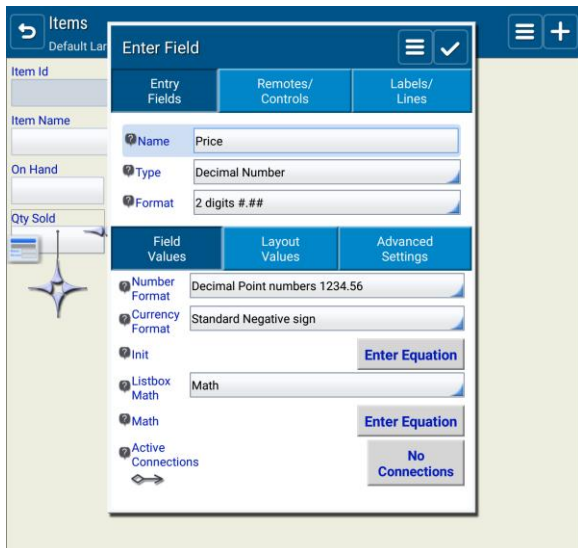 Items
Default Lar
Item Id
Item Name
On Hand
Qty Sold
Enter Field
Entry
Fields
Remotes/
Controls
Labels/
Lines
Name
Price
Type
Decimal Number
Format
2 digits #.##
Field
Values
Layout
Values
Advanced
Settings
Number
Format
Decimal Point numbers 1234.56
Currency
Format
Standard Negative sign
Init
Enter Equation
Listbox
Math
Math
Math
Enter Equation
Active
Connections
No
Connections